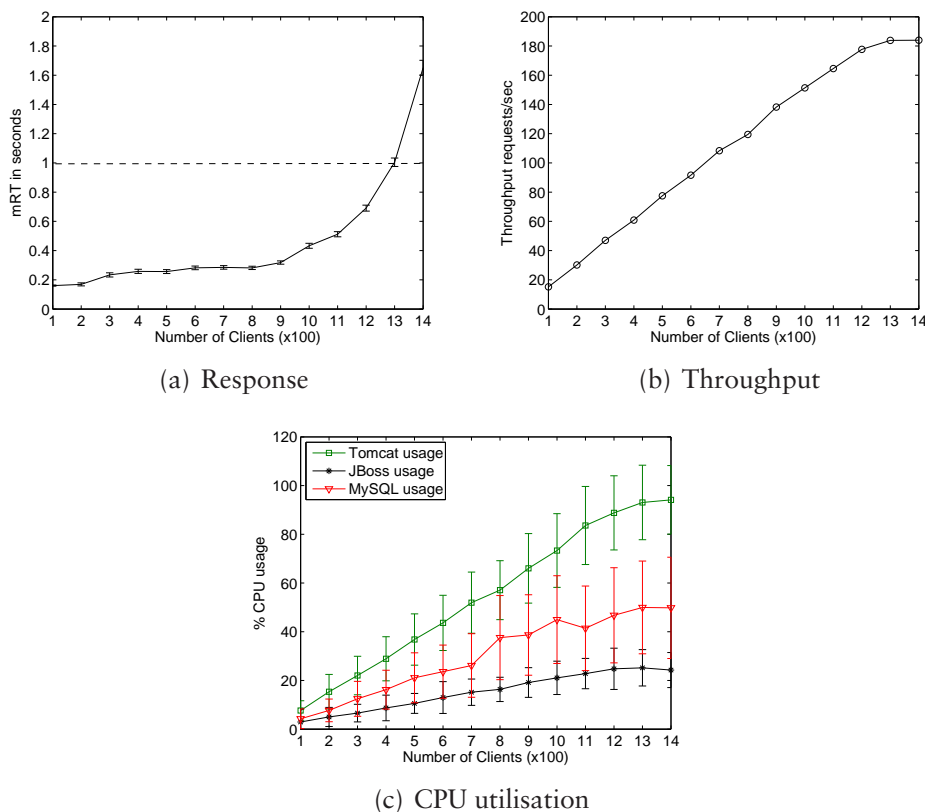 2
1.8
1.6
1.4
1.2
1
0.8
0.6
0.4
0.2
0
mRT in seconds
1 2 3 4 5 6 7 8 9 10 11 12 13 14
Number of Clients (x100)
(a) Response
200
180
160
140
120
100
80
60
40
20
0
Throughput requests/sec
1 2 3 4 5 6 7 8 9 10 11 12 13 14
Number of Clients (x100)
(b) Throughput
120
100
80
60
40
20
0
% CPU usage
Tomcat usage
JBoss usage
MySQL usage
1 2 3 4 5 6 7 8 9 10 11 12 13 14
Number of Clients (x100)
(c) CPU utilisation